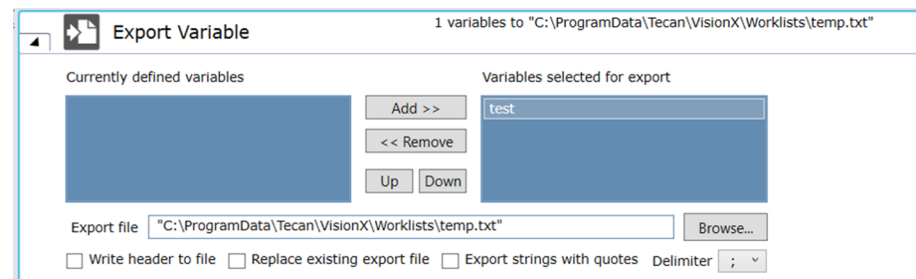 Export Variable
1 variables to "C:\ProgramData\Tecan\VisionX\Worklists\temp.txt"
Currently defined variables
Variables selected for export
Add >>
test
<< Remove
Up Down
Export file "C:\ProgramData\Tecan\VisionX\Worklists\temp.txt" Browse...
Write header to file Replace existing export file Export strings with quotes Delimiter ;